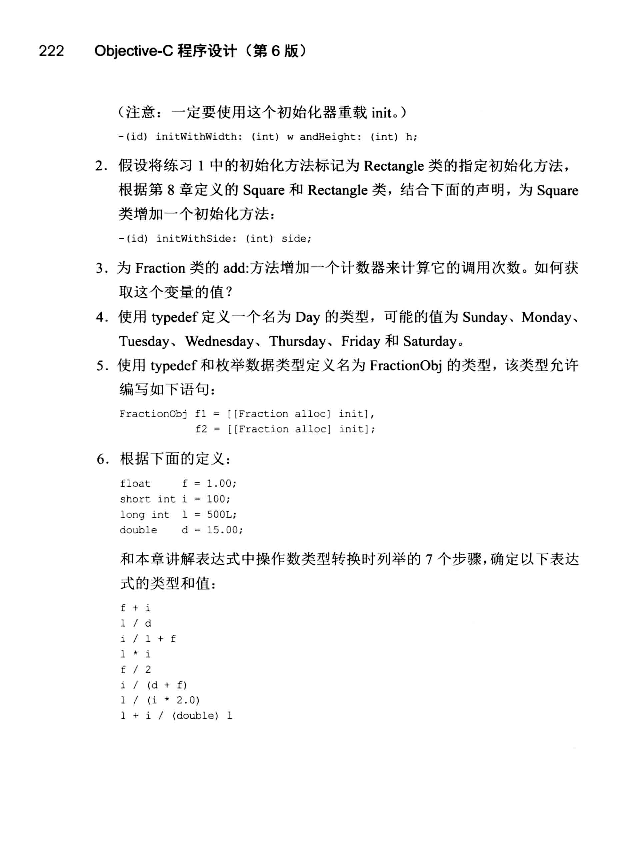 222 Objective-C 程序设计（第 6 版）
（注意：一定要使用这个初始化器重载 init。）
-(id) initWithWidth: (int) w andHeight: (int) h;
2．假设将练习 1 中的初始化方法标记为 Rectangle 类的指定初始化方法，
根据第 8 章定义的 Square 和 Rectangle 类，结合下面的声明，为 Square
类增加一个初始化方法：
-(id) initWithSide: (int) side;
3．为 Fraction 类的 add:方法增加一个计数器来计算它的调用次数。如何获
取这个变量的值？
4．使用 typedef 定义一个名为 Day 的类型，可能的值为 Sunday、Monday、
Tuesday、Wednesday、Thursday、Friday 和 Saturday。
5．使用 typedef 和枚举数据类型定义名为 FractionObj 的类型，该类型允许
编写如下语句：
FractionObj f1 = [[Fraction alloc] init],
f2 = [[Fraction alloc] init];
6．根据下面的定义：
float f = 1.00;
short int i = 100;
long int l = 500L;
double d = 15.00;
和本章讲解表达式中操作数类型转换时列举的 7 个步骤，确定以下表达
式的类型和值：
f + i
l / d
i / l + f
l * i
f / 2
i / (d + f)
l / (i * 2.0)
l + i / (double) l